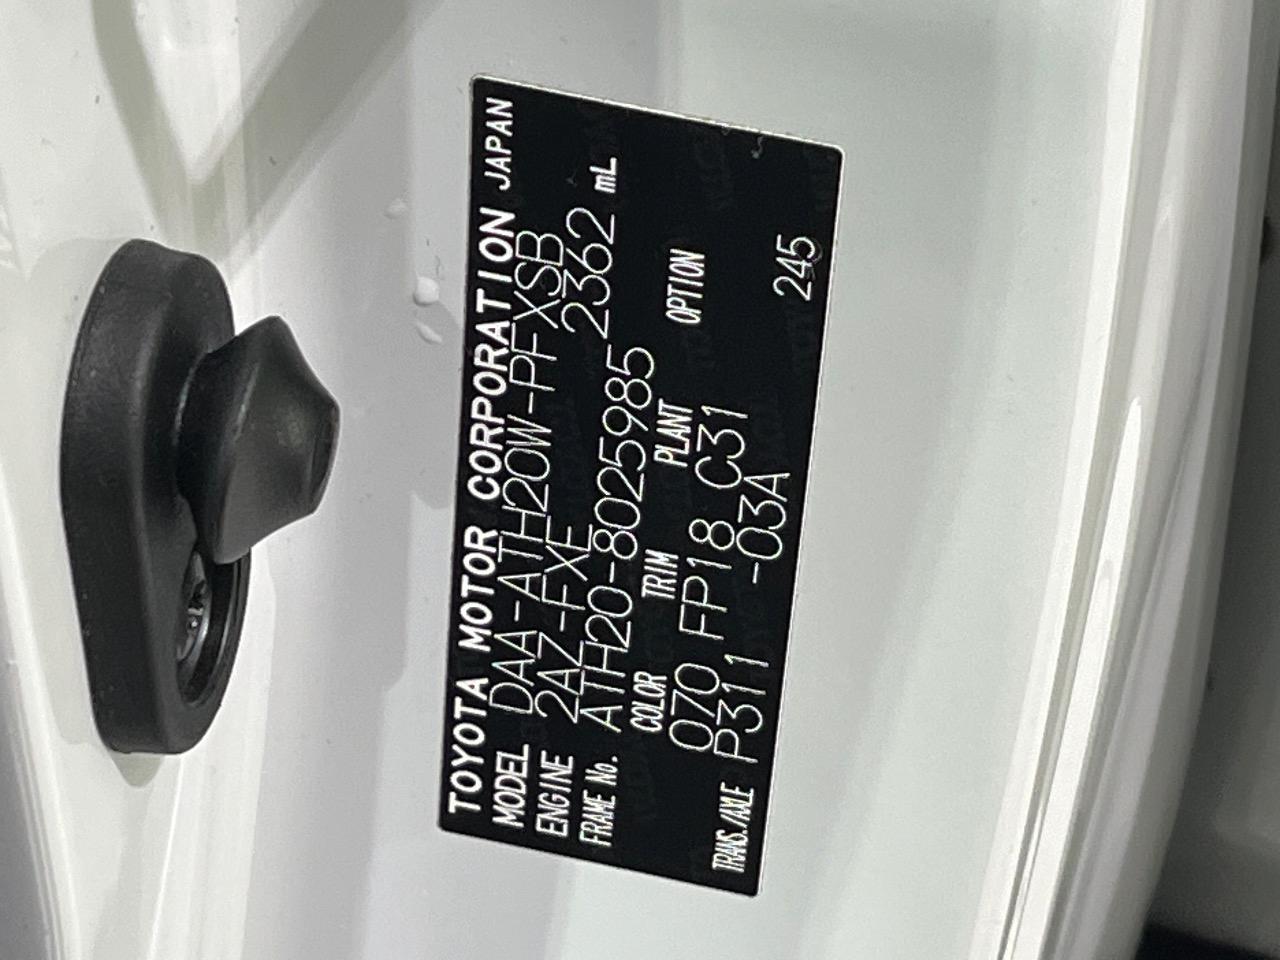 TOYOTA MOTOR CORPORATION JAPAN
MODEL DAA-ATH20W-PFXSB
ENGINE 2AZ-FXE 2362 mL
FRAME No. ATH20-8025985
COLOR TRIM PLANT OPTION
070 FP18 C31
TRANS./AXLE P311 -03A 245